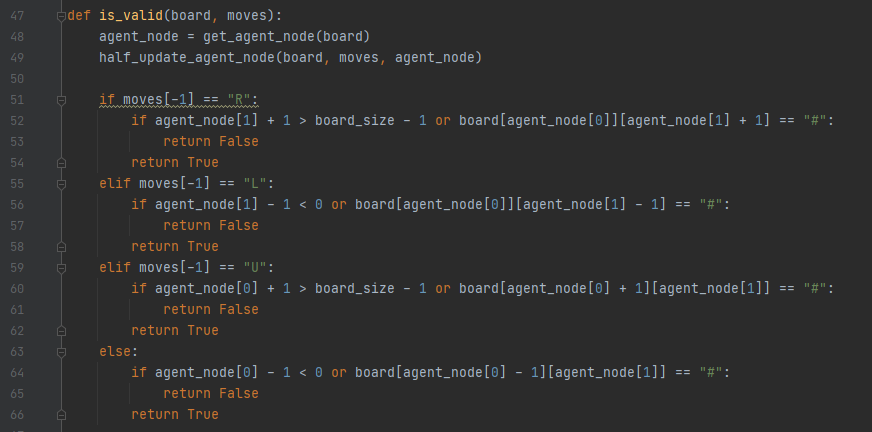 47 def is_valid(board, moves):
48     agent_node = get_agent_node(board)
49     half_update_agent_node(board, moves, agent_node)
50
51     if moves[-1] == "R":
52         if agent_node[1] + 1 > board_size - 1 or board[agent_node[0]][agent_node[1] + 1] == "#":
53             return False
54         return True
55     elif moves[-1] == "L":
56         if agent_node[1] - 1 < 0 or board[agent_node[0]][agent_node[1] - 1] == "#":
57             return False
58         return True
59     elif moves[-1] == "U":
60         if agent_node[0] + 1 > board_size - 1 or board[agent_node[0] + 1][agent_node[1]] == "#":
61             return False
62         return True
63     else:
64         if agent_node[0] - 1 < 0 or board[agent_node[0] - 1][agent_node[1]] == "#":
65             return False
66         return True